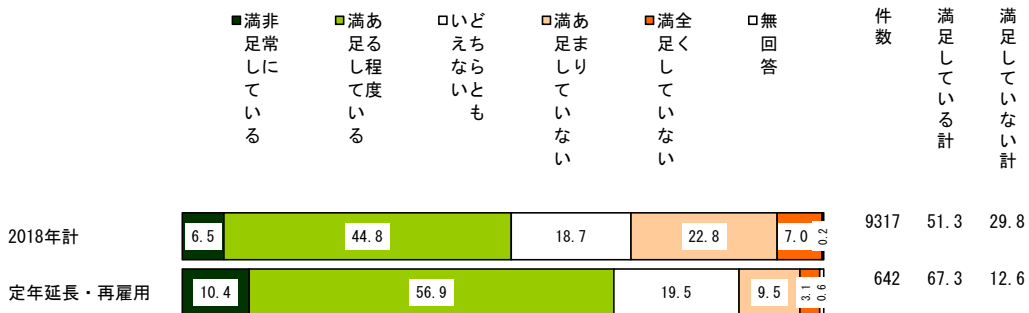 ■非常に満足している
■ある程度満足している
□どちらともいえない
■あまり満足していない
■全く満足していない
□無回答
件数
満足している計
満足していない計
2018年計 6.5 44.8 18.7 22.8 7.0 0.2 9317 51.3 29.8
定年延長・再雇用 10.4 56.9 19.5 9.5 3.1 0.6 642 67.3 12.6